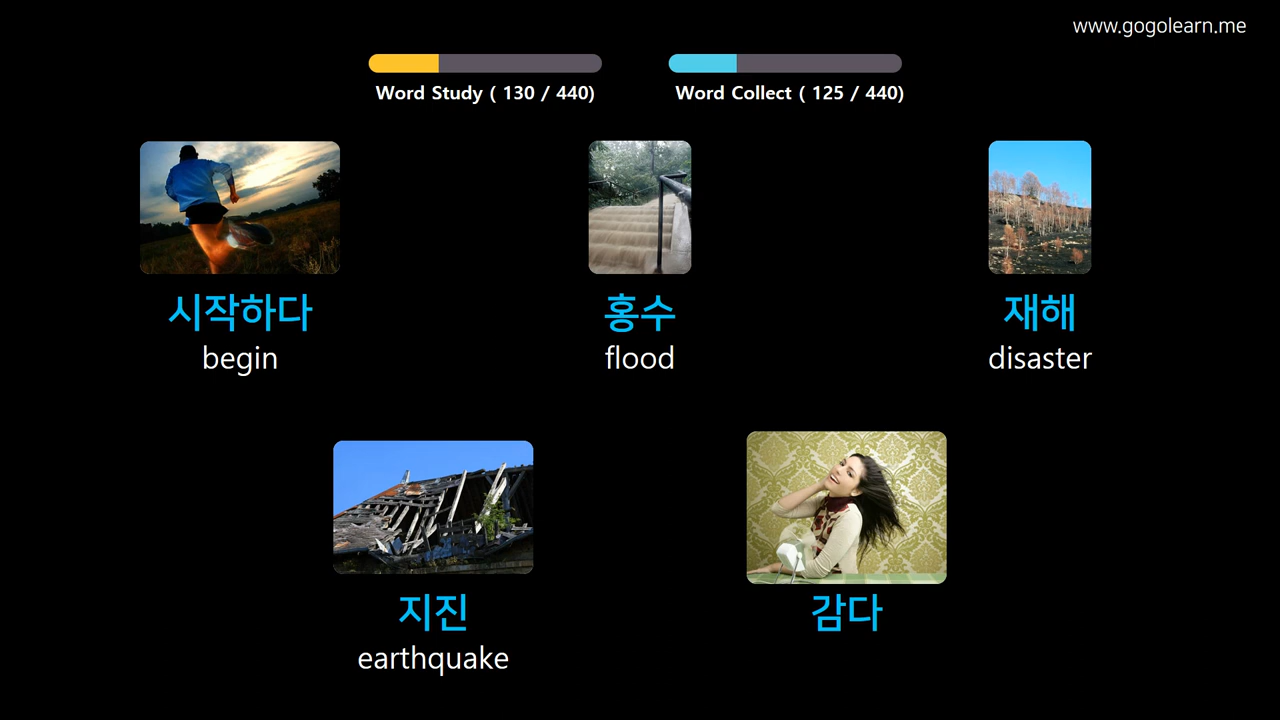 www.gogolearn.me
Word Study ( 130 / 440)
Word Collect ( 125 / 440)
시작하다
begin
홍수
flood
재해
disaster
지진
earthquake
감다